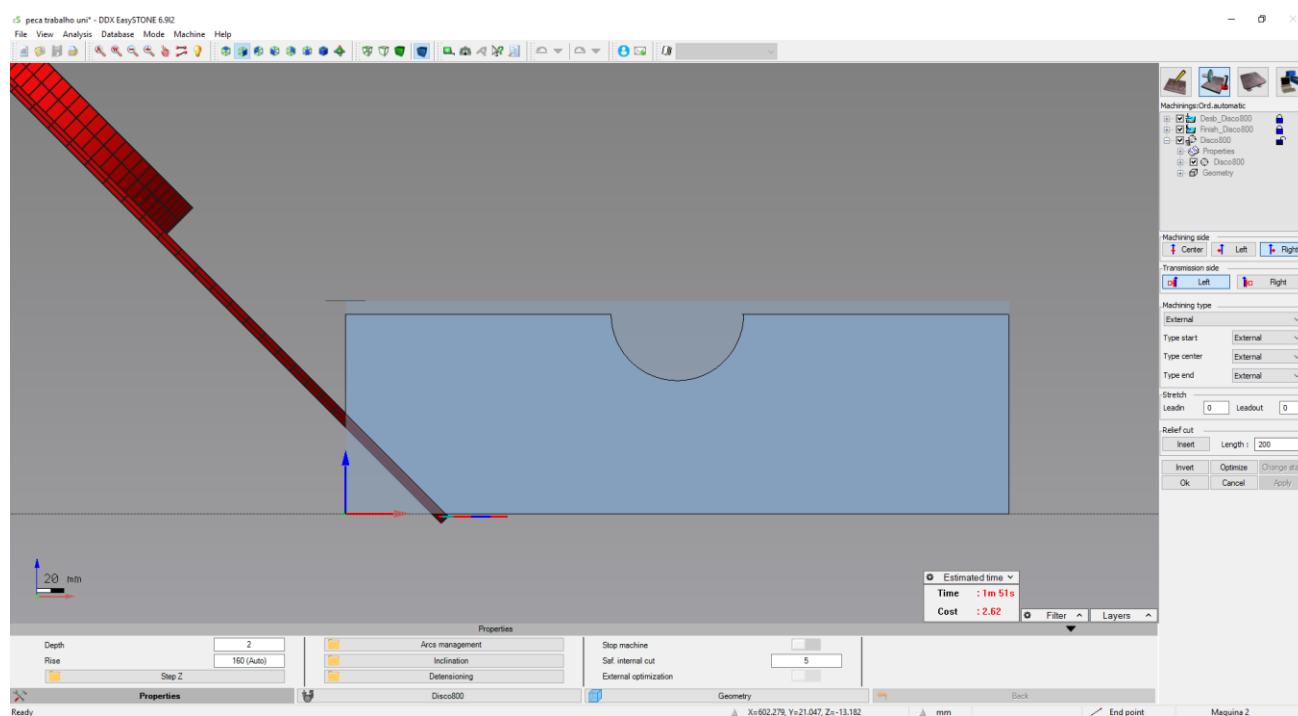 peca trabalho uni* - DDX EasySTONE 6.9I2
File View Analysis Database Mode Machine Help
Machinings:Ord.automatic
Desb_Disco800
Finish_Disco800
Disco800
Properties
Disco800
Geometry
Machining side
Center Left Right
Transmission side
Left Right
Machining type
External
Type start External
Type center External
Type end External
Stretch
Leadin 0 Leadout 0
Relief cut
Insert Length : 200
Invert Optimize Change sta
Ok Cancel Apply
20 mm
Estimated time
Time : 1m 51s
Cost : 2.62
Filter Layers
Properties
Depth 2 Arcs management Stop machine
Rise 160 (Auto) Inclination Saf. internal cut 5
Step Z Detensioning External optimization
Properties Disco800 Geometry Back
Ready X=602.279, Y=21.047, Z=-13.182 mm End point Maquina 2